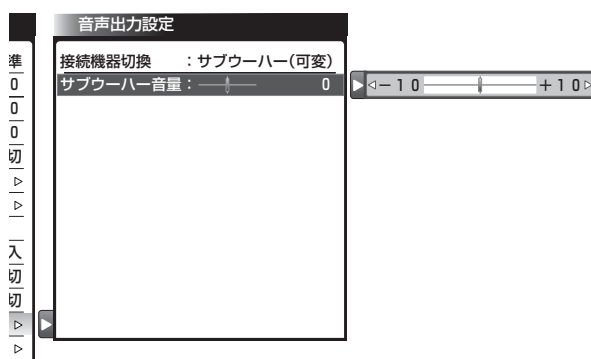 音声出力設定
接続機器切換 :サブウーハー(可変)
サブウーハー音量: 0
-10 +10
準
0
0
0
切
入
切
切